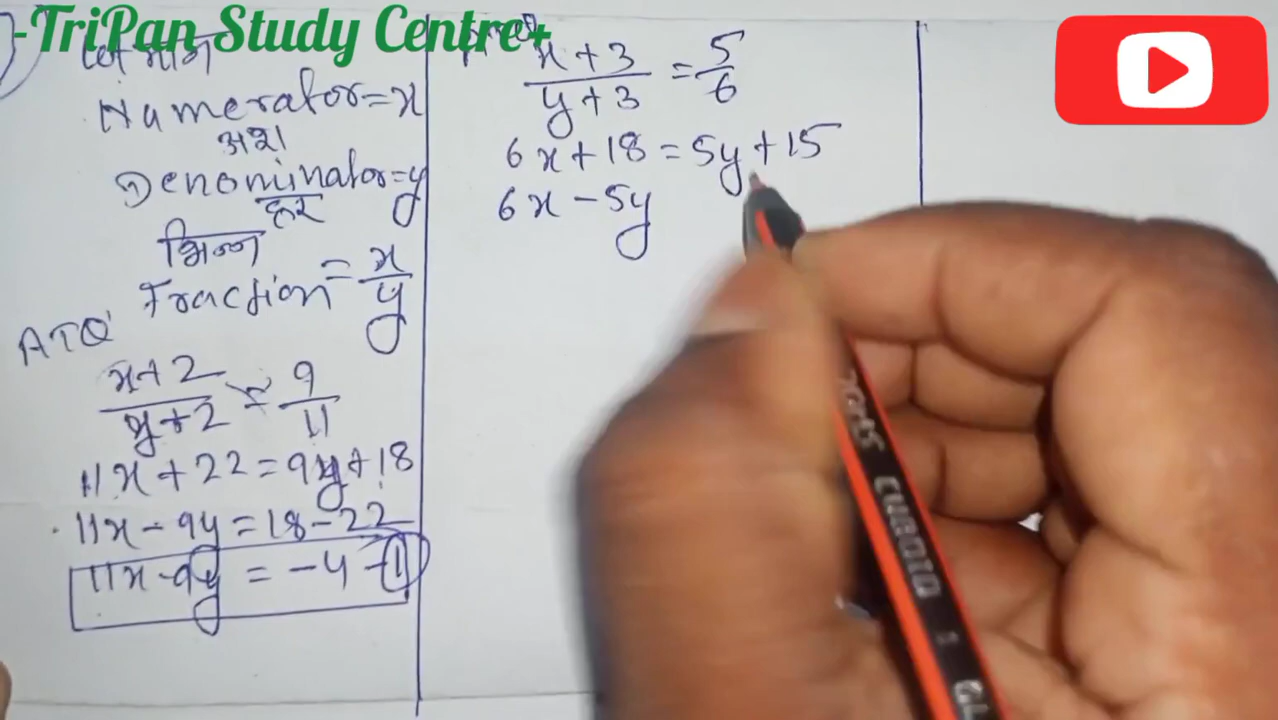 -TriPan Study Centre+
Let मान
Numerator=x
अंश
Denominator=y
हर
भिन्न
Fraction = x/y
ATQ'
x+2/y+2 = 9/11
11x+22=9y+18
11x-9y=18-22
11x-9y = -4 -1
x+3/y+3 = 5/6
6x+18=5y+15
6x-5y